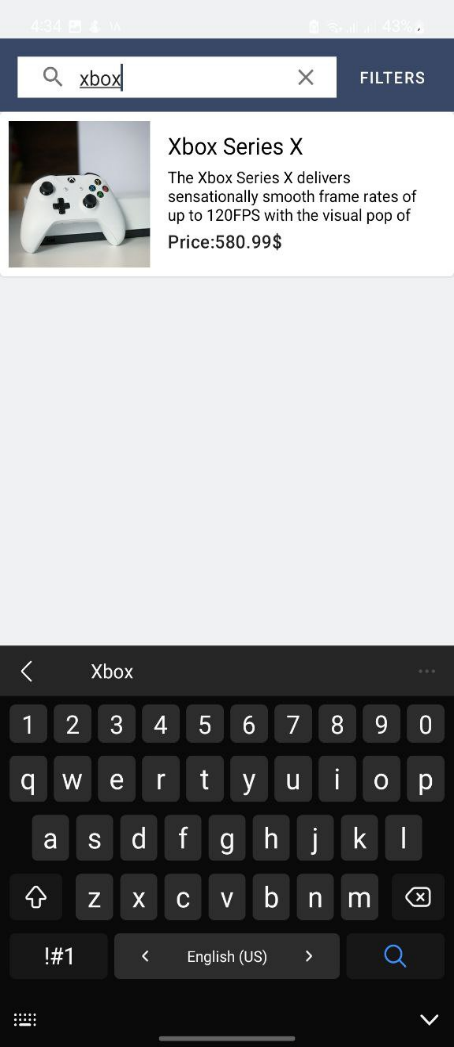 4:34
43%
xbox
FILTERS
Xbox Series X
The Xbox Series X delivers
sensationally smooth frame rates of
up to 120FPS with the visual pop of
Price:580.99$
Xbox
1 2 3 4 5 6 7 8 9 0
q w e r t y u i o p
a s d f g h j k l
z x c v b n m
!#1
English (US)